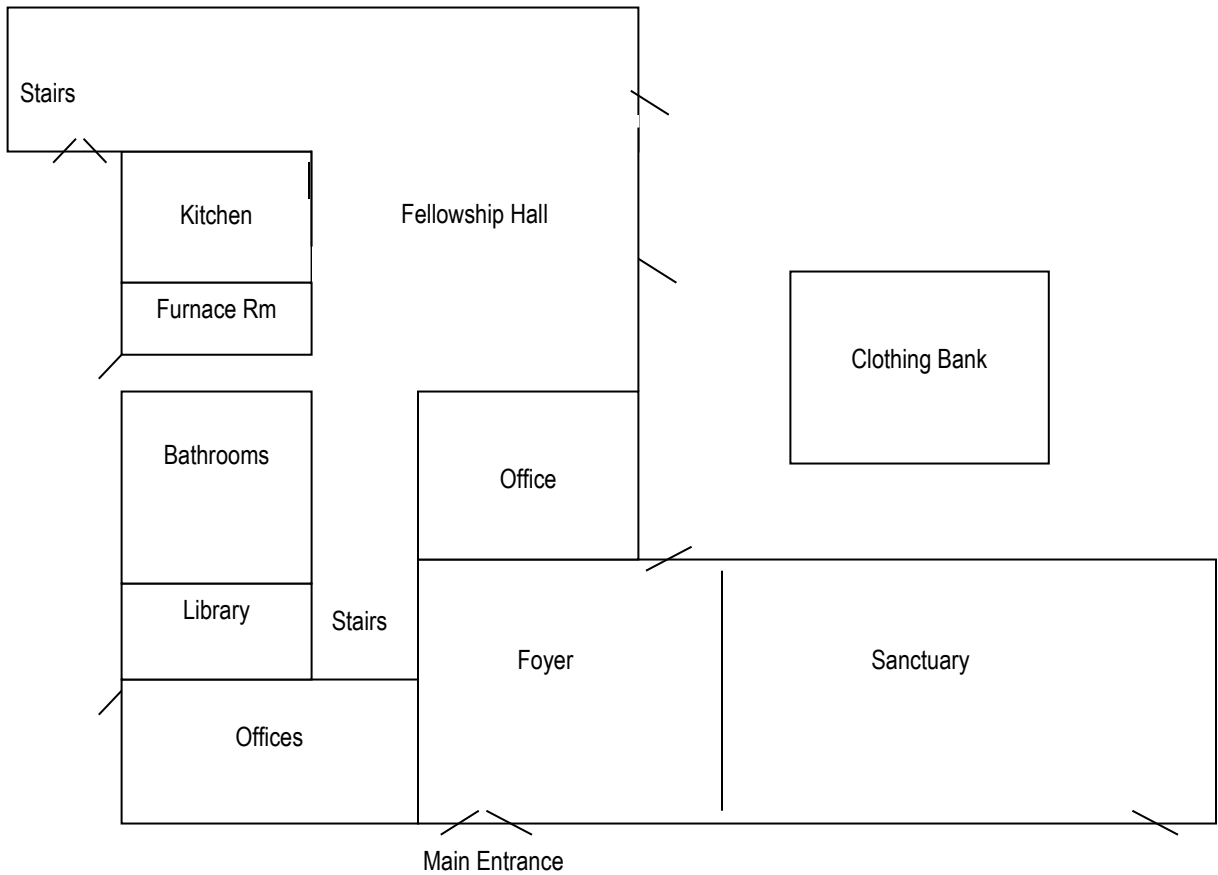 Stairs
Kitchen
Fellowship Hall
Furnace Rm
Clothing Bank
Bathrooms
Office
Library
Stairs
Foyer
Sanctuary
Offices
Main Entrance